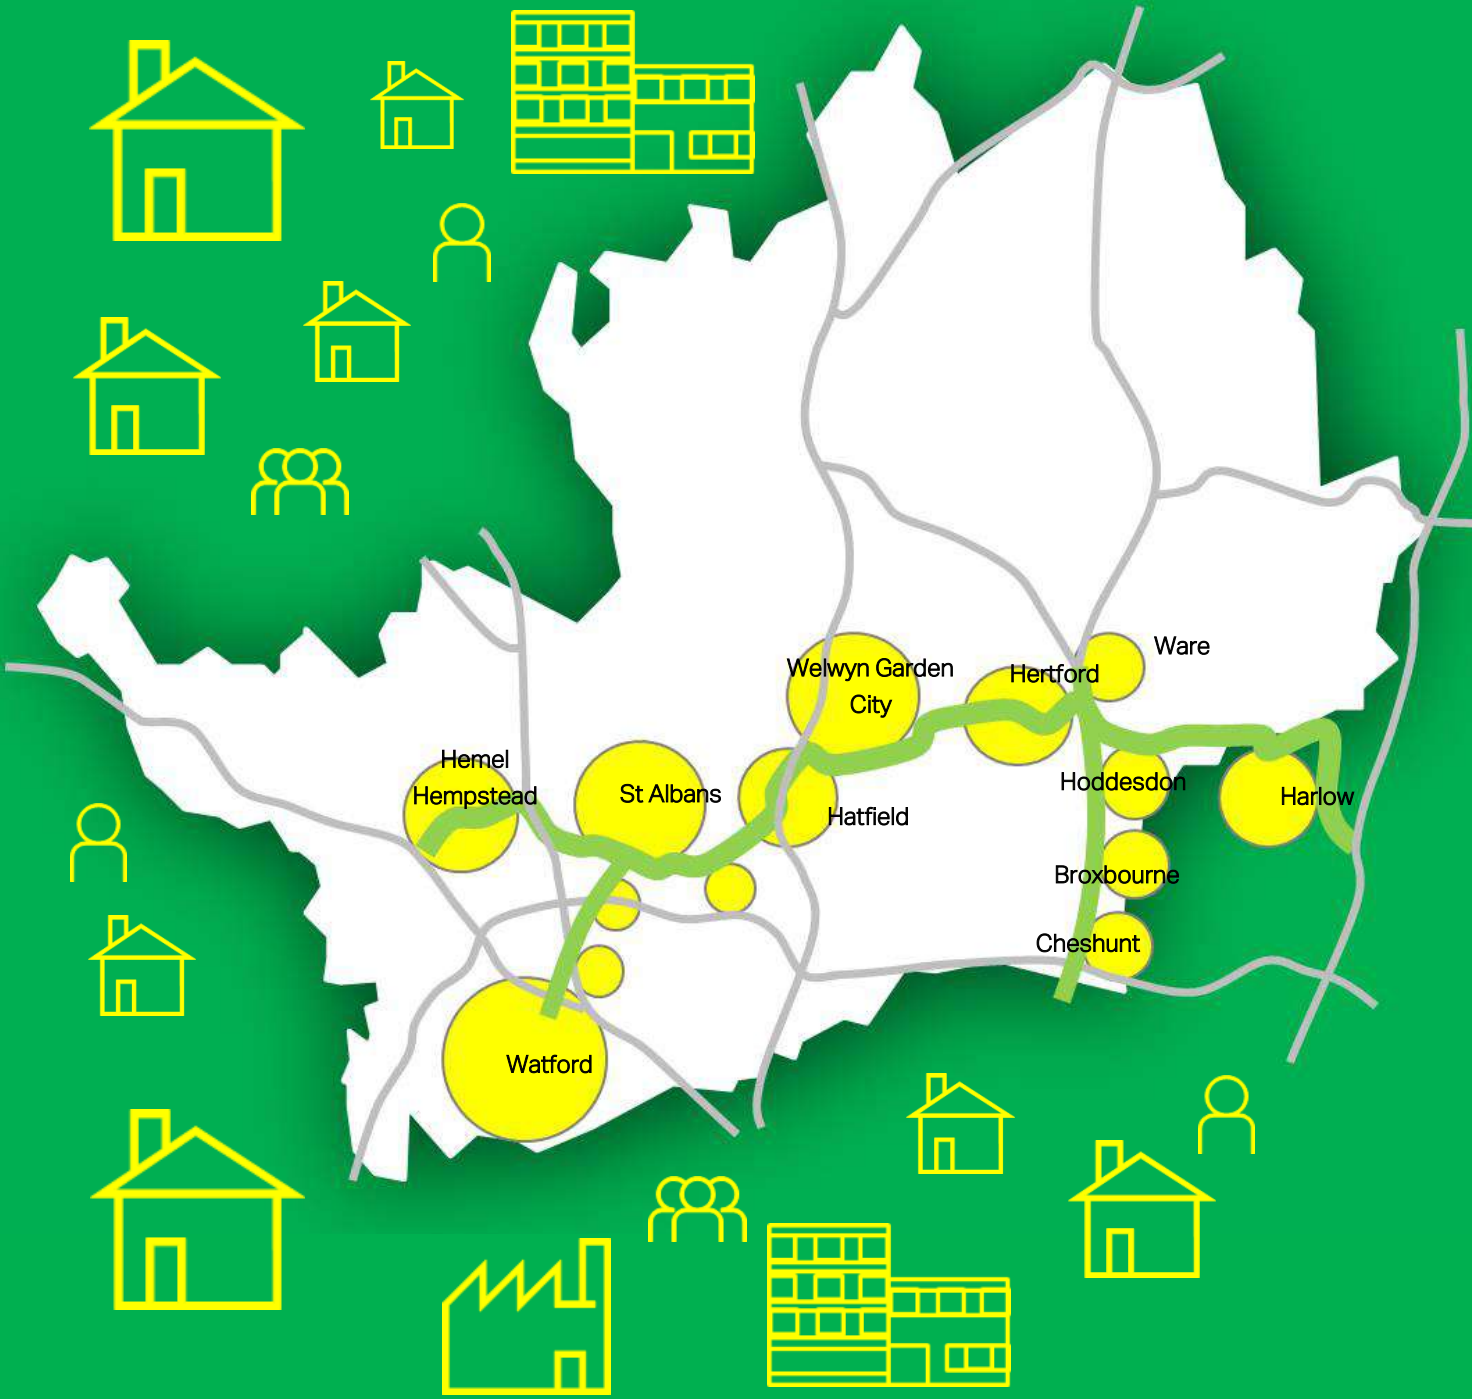 Ware
Welwyn Garden
City
Hertford
Hemel
Hempstead
St Albans
Hatfield
Hoddesdon
Harlow
Broxbourne
Cheshunt
Watford